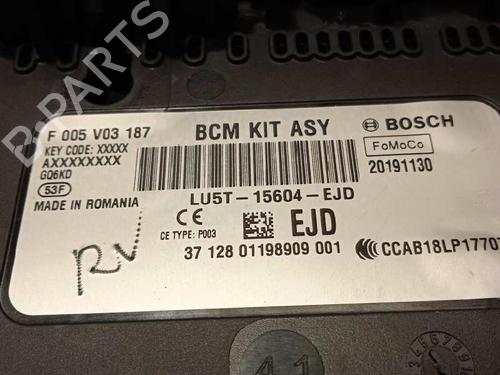 F 005 V03 187
BCM KIT ASY
BOSCH
KEY CODE: XXXXX
AXXXXXXXX
GQ6KD
53F
FoMoCo
20191130
MADE IN ROMANIA
LU5T-15604-EJD
CE
CE TYPE: P003
EJD
37 128 01198909 001
CCAB18LP1770
RV
41
B-PARTS